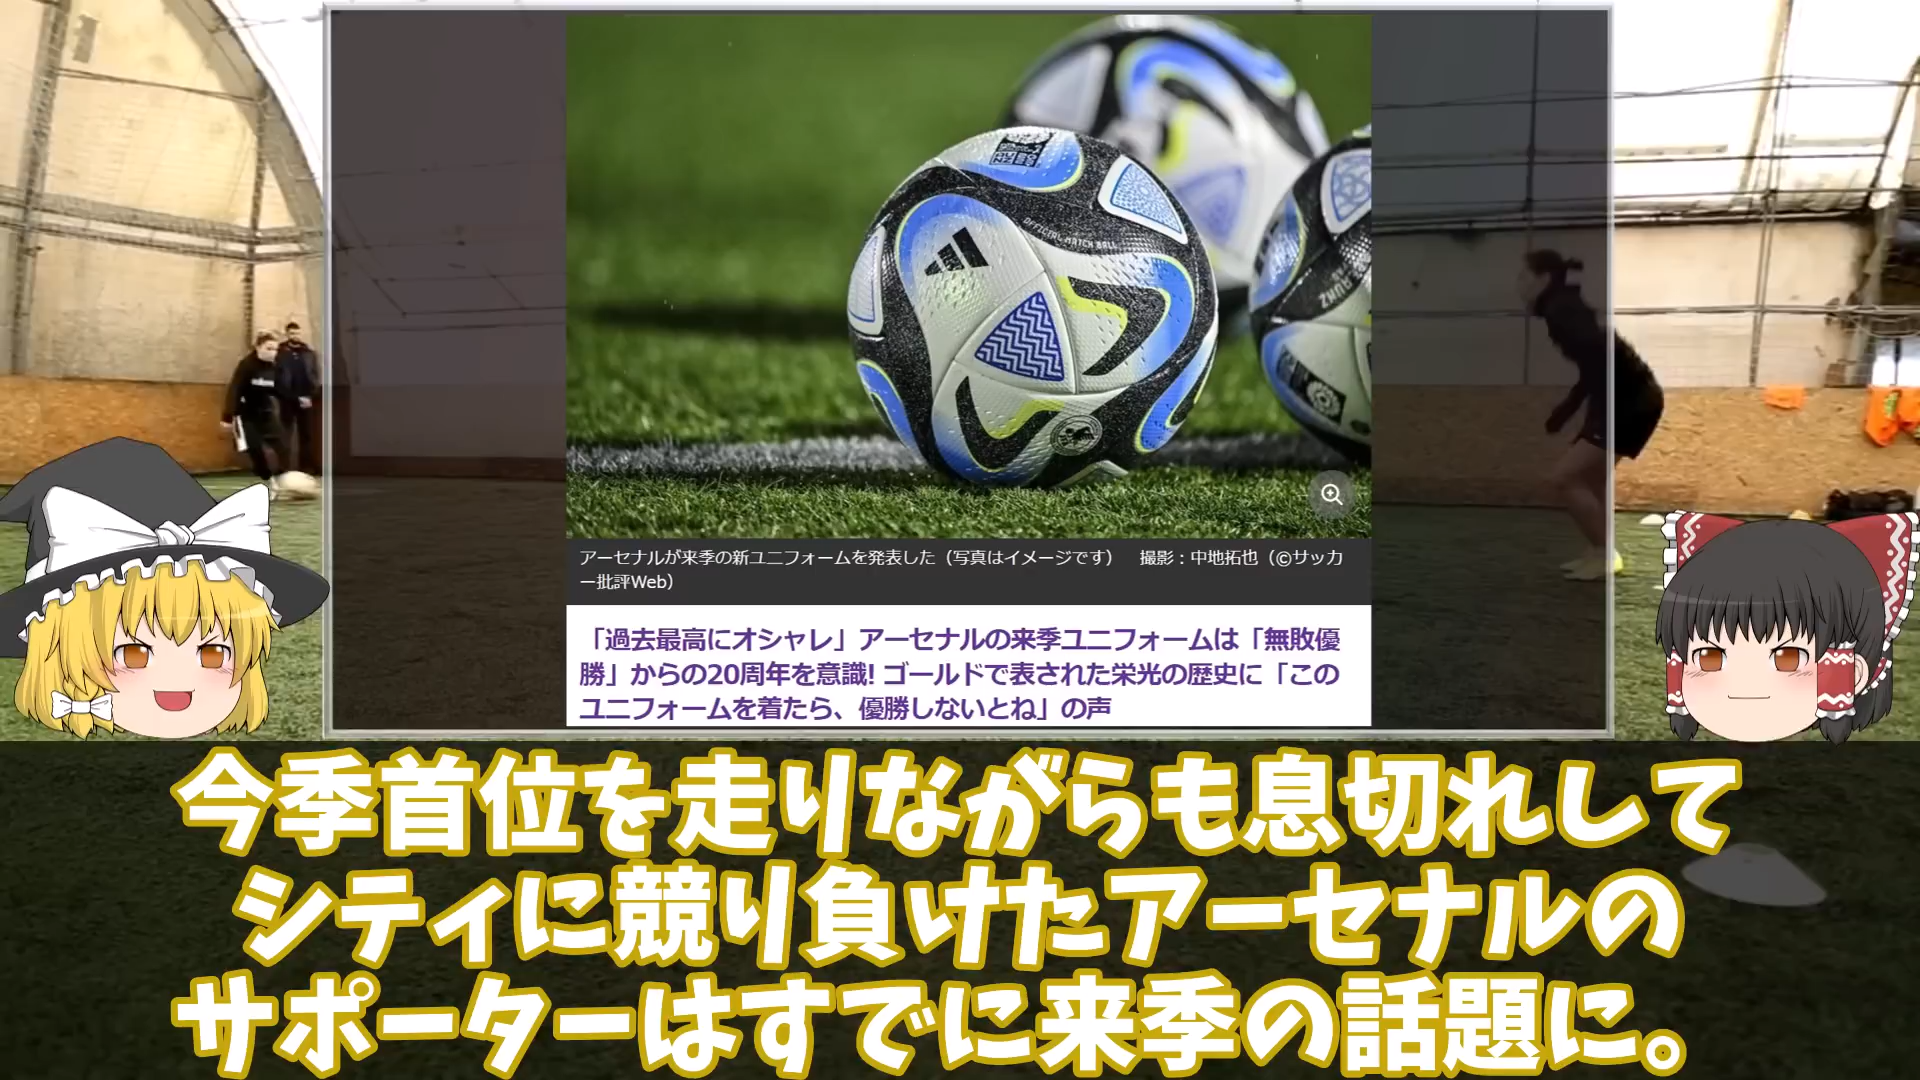 OFFICIAL MATCH BALL
アーセナルが来季の新ユニフォームを発表した（写真はイメージです）　撮影：中地拓也（©サッカ
ー批評Web）
「過去最高にオシャレ」アーセナルの来季ユニフォームは「無敗優
勝」からの20周年を意識! ゴールドで表された栄光の歴史に「この
ユニフォームを着たら、優勝しないとね」の声
今季首位を走りながらも息切れして
シティに競り負けたアーセナルの
サポーターはすでに来季の話題に。